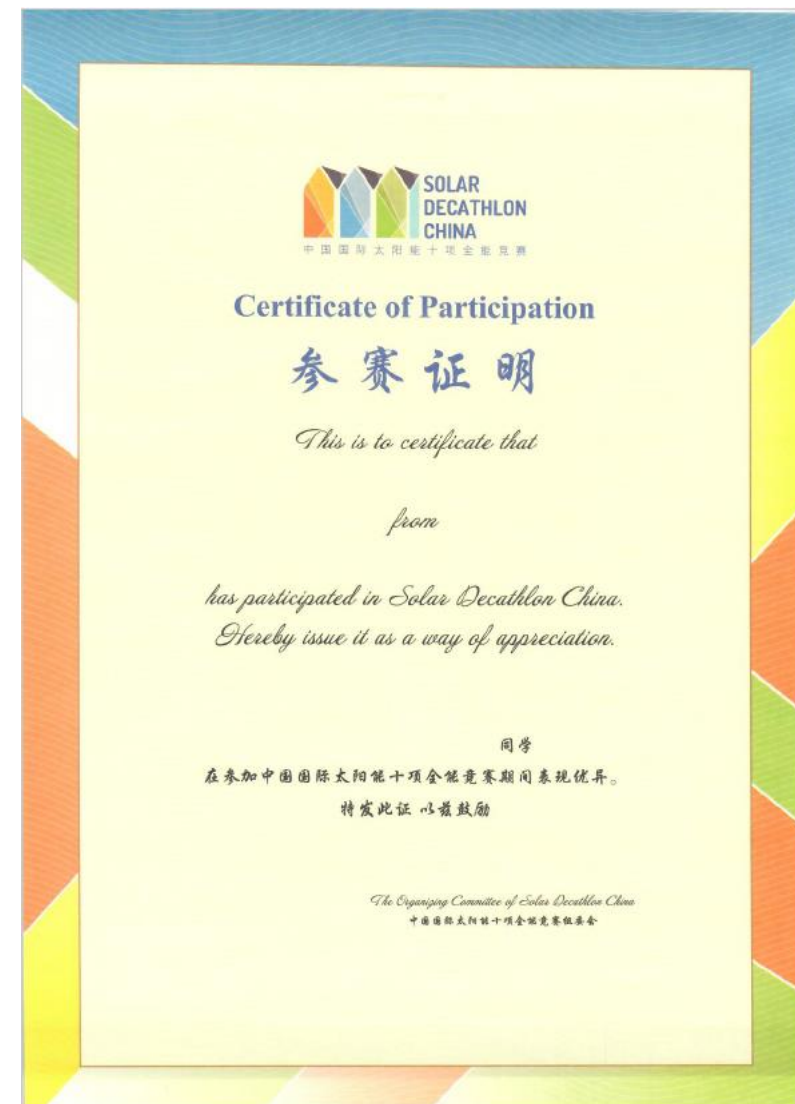 SOLAR
DECATHLON
CHINA
中国国际太阳能十项全能竞赛
Certificate of Participation
参赛证明
This is to certificate that
from
has participated in Solar Decathlon China.
Hereby issue it as a way of appreciation.
同学
在参加中国国际太阳能十项全能竞赛期间表现优异。
特发此证 以兹鼓励
The Organizing Committee of Solar Decathlon China
中国国际太阳能十项全能竞赛组委会